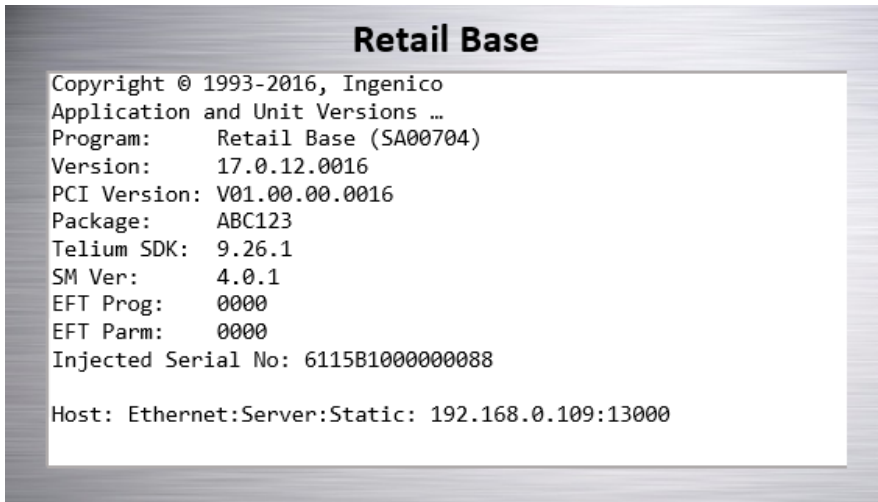 Retail Base
Copyright © 1993-2016, Ingenico
Application and Unit Versions …
Program: Retail Base (SA00704)
Version: 17.0.12.0016
PCI Version: V01.00.00.0016
Package: ABC123
Telium SDK: 9.26.1
SM Ver: 4.0.1
EFT Prog: 0000
EFT Parm: 0000
Injected Serial No: 6115B1000000088
Host: Ethernet:Server:Static: 192.168.0.109:13000